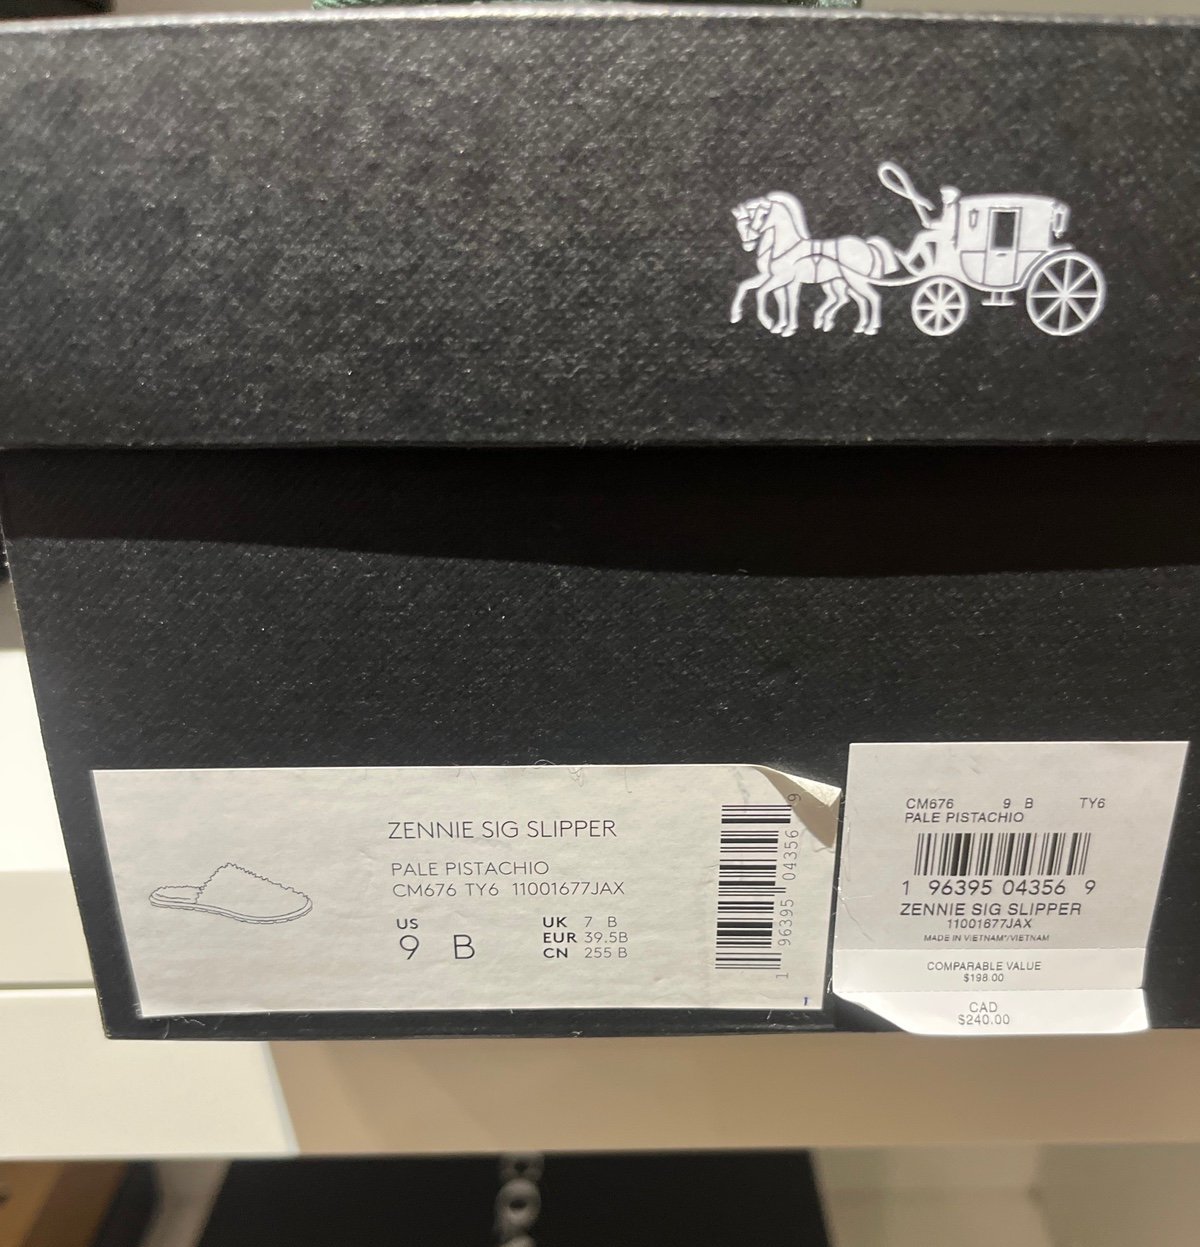 ZENNIE SIG SLIPPER
PALE PISTACHIO
CM676 TY6 11001677JAX
US
9 B
UK 7 B
EUR 39.5B
CN 255 B
1 96395 04356 9
CM676 9 B TY6
PALE PISTACHIO
1 96395 04356 9
ZENNIE SIG SLIPPER
11001677JAX
MADE IN VIETNAM*/VIETNAM
COMPARABLE VALUE
$198.00
CAD
$240.00